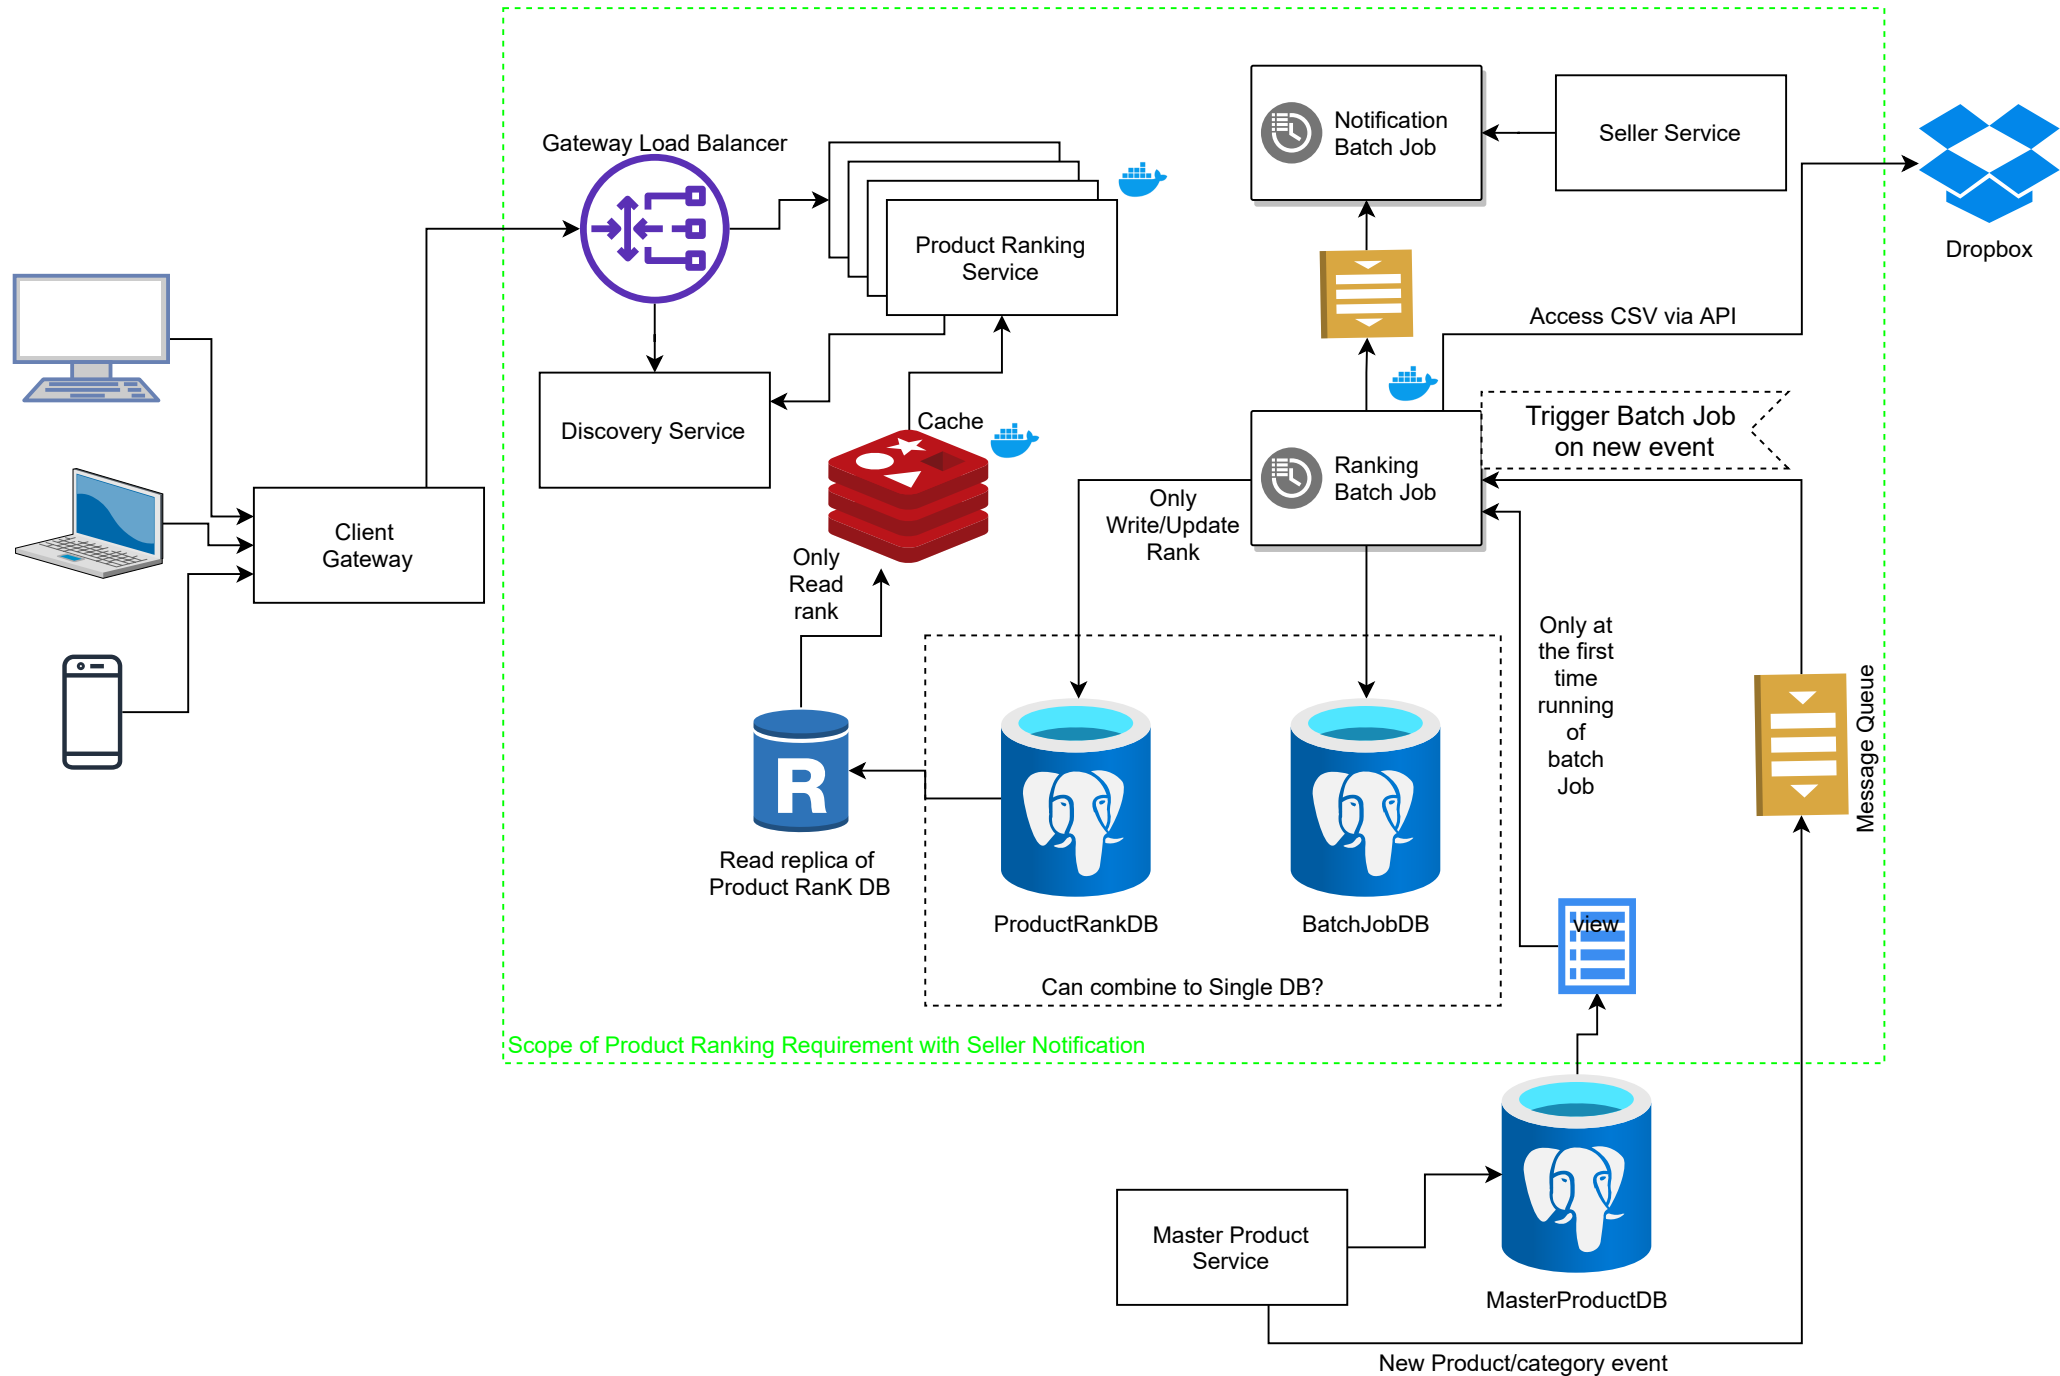 Gateway Load Balancer
Notification
Batch Job
Seller Service
Product Ranking
Service
Dropbox
Access CSV via API
Discovery Service
Cache
Trigger Batch Job
on new event
Ranking
Batch Job
Only
Write/Update
Rank
Client
Gateway
Only
Read
rank
Only at
the first
time
running
of
batch
Job
Message Queue
R
Read replica of
Product RanK DB
ProductRankDB
BatchJobDB
view
Can combine to Single DB?
Scope of Product Ranking Requirement with Seller Notification
Master Product
Service
MasterProductDB
New Product/category event